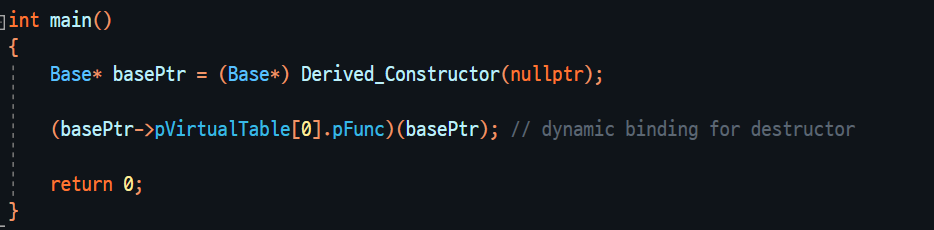 int main()
{
Base* basePtr = (Base*) Derived_Constructor(nullptr);
(basePtr->pVirtualTable[0].pFunc)(basePtr); // dynamic binding for destructor
return 0;
}